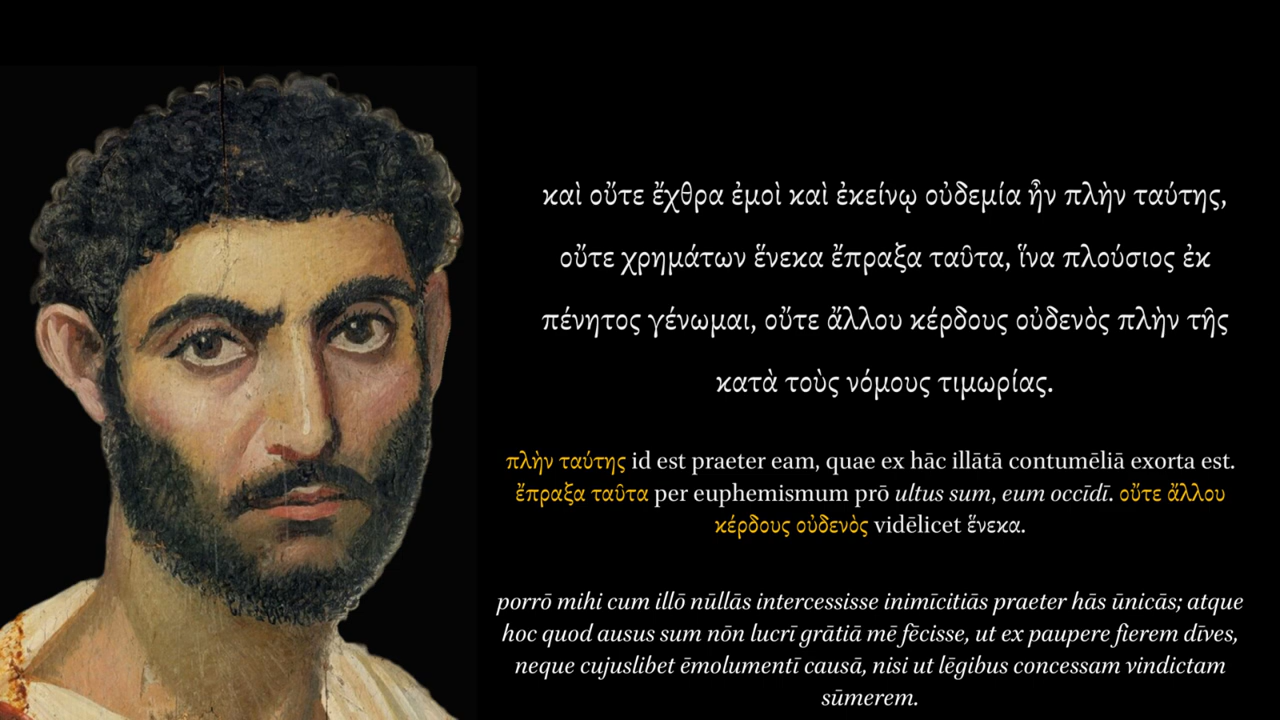 καὶ οὔτε ἔχθρα ἐμοὶ καὶ ἐκείνῳ οὐδεμία ἦν πλὴν ταύτης,
οὔτε χρημάτων ἕνεκα ἔπραξα ταῦτα, ἵνα πλούσιος ἐκ
πένητος γένωμαι, οὔτε ἄλλου κέρδους οὐδενὸς πλὴν τῆς
κατὰ τοὺς νόμους τιμωρίας.
πλὴν ταύτης id est praeter eam, quae ex hāc illātā contumēliā exorta est.
ἔπραξα ταῦτα per euphemismum prō ultus sum, eum occīdī. οὔτε ἄλλου
κέρδους οὐδενὸς vidēlicet ἕνεκα.
porrō mihi cum illō nūllās intercessisse inimīcitiās praeter hās ūnicās; atque
hoc quod ausus sum nōn lucrī grātiā mē fēcisse, ut ex paupere fierem dīves,
neque cujuslibet ēmolumentī causā, nisi ut lēgibus concessam vindictam
sūmerem.